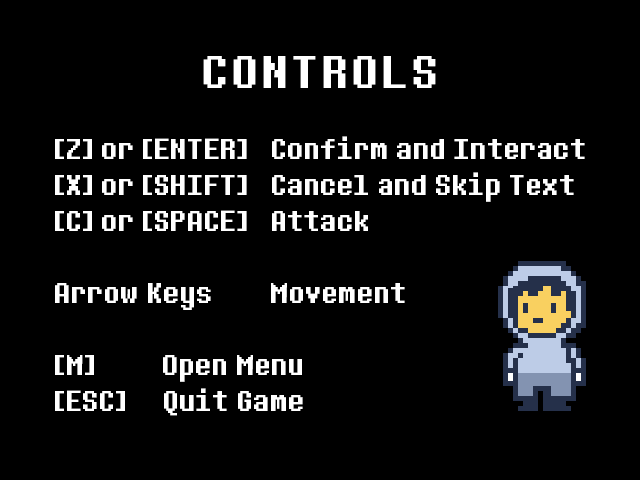 CONTROLS
[Z] or [ENTER] Confirm and Interact
[X] or [SHIFT] Cancel and Skip Text
[C] or [SPACE] Attack
Arrow Keys Movement
[M] Open Menu
[ESC] Quit Game